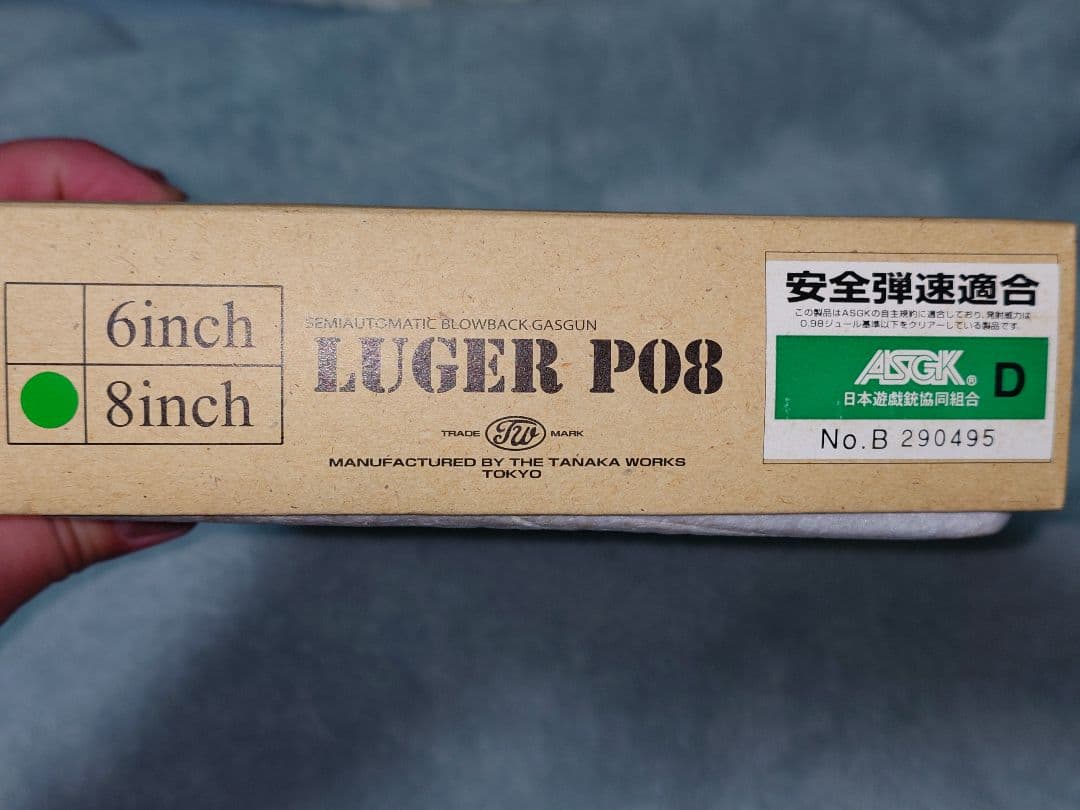 6inch
8inch
SEMIAUTOMATIC BLOWBACK GASGUN
LUGER P08
TRADE TW MARK
MANUFACTURED BY THE TANAKA WORKS
TOKYO
安全弾速適合
この製品はASGKの自主規約に適合しており、発射威力は
0.98ジュール基準以下をクリアーしている製品です。
ASGK® D
日本遊戯銃協同組合
No.B 290495